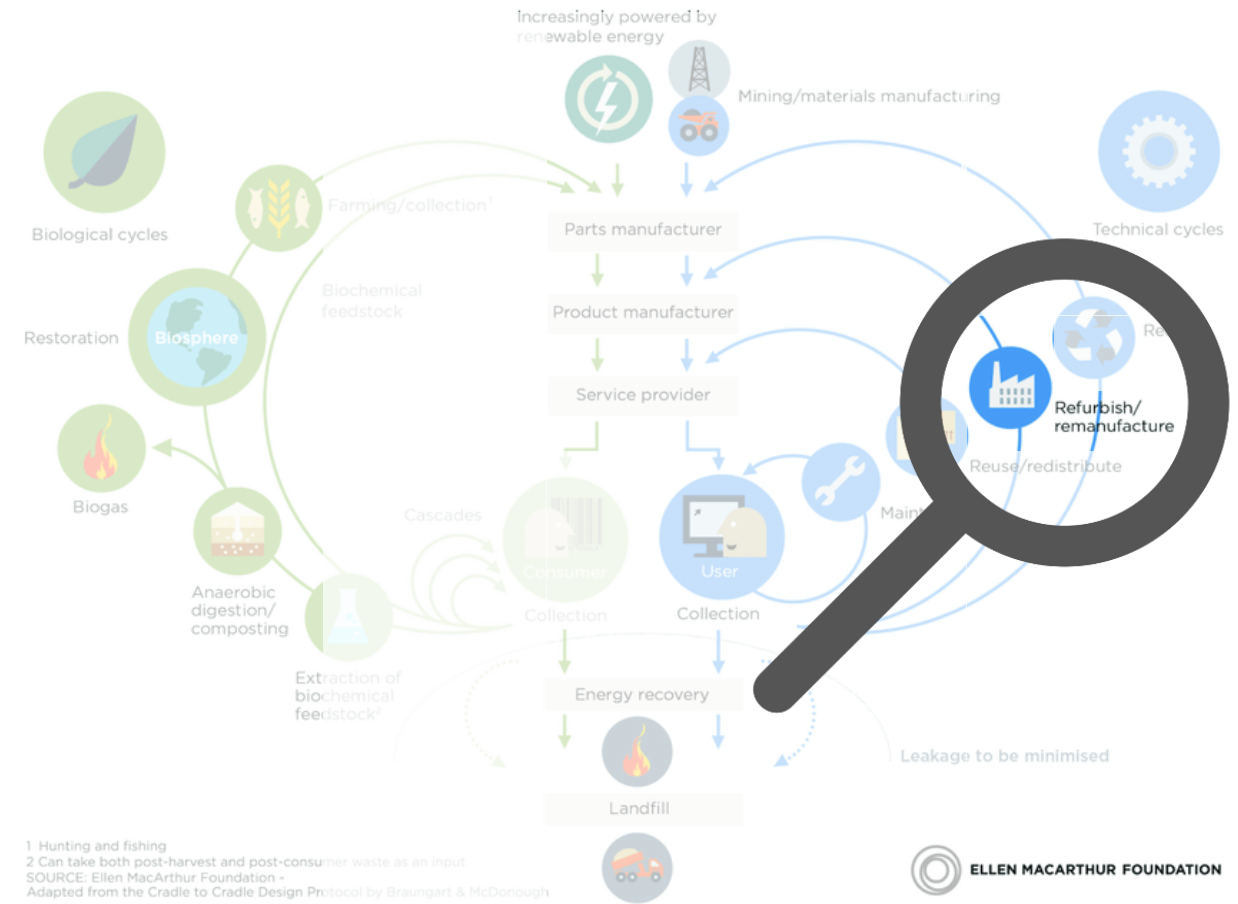 Increasingly powered by
renewable energy
Mining/materials manufacturing
Biological cycles
Farming/collection¹
Technical cycles
Parts manufacturer
Biochemical
feedstock
Product manufacturer
Restoration
Biosphere
Re
Service provider
Refurbish/
remanufacture
Reuse/redistribute
Biogas
Cascades
Maint
Consumer
User
Anaerobic
digestion/
composting
Collection
Collection
Extraction of
biochemical
feedstock²
Energy recovery
Leakage to be minimised
Landfill
1 Hunting and fishing
2 Can take both post-harvest and post-consumer waste as an input
SOURCE: Ellen MacArthur Foundation -
Adapted from the Cradle to Cradle Design Protocol by Braungart & McDonough
ELLEN MACARTHUR FOUNDATION